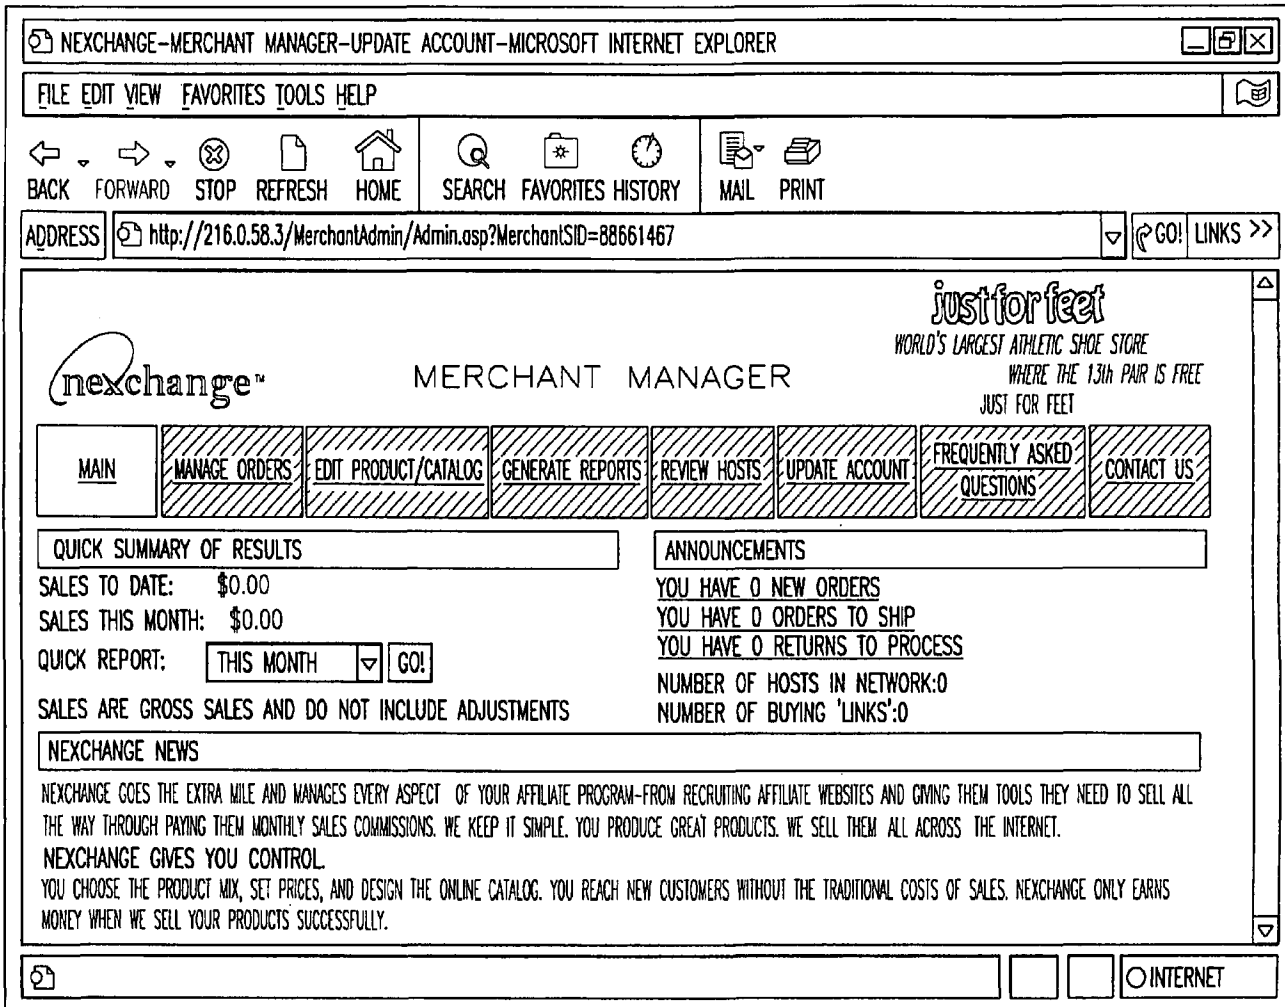 NEXCHANGE-MERCHANT MANAGER-UPDATE ACCOUNT-MICROSOFT INTERNET EXPLORER
FILE EDIT VIEW FAVORITES TOOLS HELP
BACK FORWARD STOP REFRESH HOME SEARCH FAVORITES HISTORY MAIL PRINT
ADDRESS http://216.0.58.3/MerchantAdmin/Admin.asp?MerchantSID=88661467 GO! LINKS >>
just for feet
WORLD'S LARGEST ATHLETIC SHOE STORE
WHERE THE 13th PAIR IS FREE
JUST FOR FEET
nexchange™ MERCHANT MANAGER
MAIN MANAGE ORDERS EDIT PRODUCT/CATALOG GENERATE REPORTS REVIEW HOSTS UPDATE ACCOUNT FREQUENTLY ASKED QUESTIONS CONTACT US
QUICK SUMMARY OF RESULTS
SALES TO DATE: $0.00
SALES THIS MONTH: $0.00
QUICK REPORT: THIS MONTH GO!
SALES ARE GROSS SALES AND DO NOT INCLUDE ADJUSTMENTS
ANNOUNCEMENTS
YOU HAVE 0 NEW ORDERS
YOU HAVE 0 ORDERS TO SHIP
YOU HAVE 0 RETURNS TO PROCESS
NUMBER OF HOSTS IN NETWORK:0
NUMBER OF BUYING 'LINKS':0
NEXCHANGE NEWS
NEXCHANGE GOES THE EXTRA MILE AND MANAGES EVERY ASPECT OF YOUR AFFILIATE PROGRAM-FROM RECRUITING AFFILIATE WEBSITES AND GIVING THEM TOOLS THEY NEED TO SELL ALL
THE WAY THROUGH PAYING THEM MONTHLY SALES COMMISSIONS. WE KEEP IT SIMPLE. YOU PRODUCE GREAT PRODUCTS. WE SELL THEM ALL ACROSS THE INTERNET.
NEXCHANGE GIVES YOU CONTROL.
YOU CHOOSE THE PRODUCT MIX, SET PRICES, AND DESIGN THE ONLINE CATALOG. YOU REACH NEW CUSTOMERS WITHOUT THE TRADITIONAL COSTS OF SALES. NEXCHANGE ONLY EARNS
MONEY WHEN WE SELL YOUR PRODUCTS SUCCESSFULLY.
INTERNET